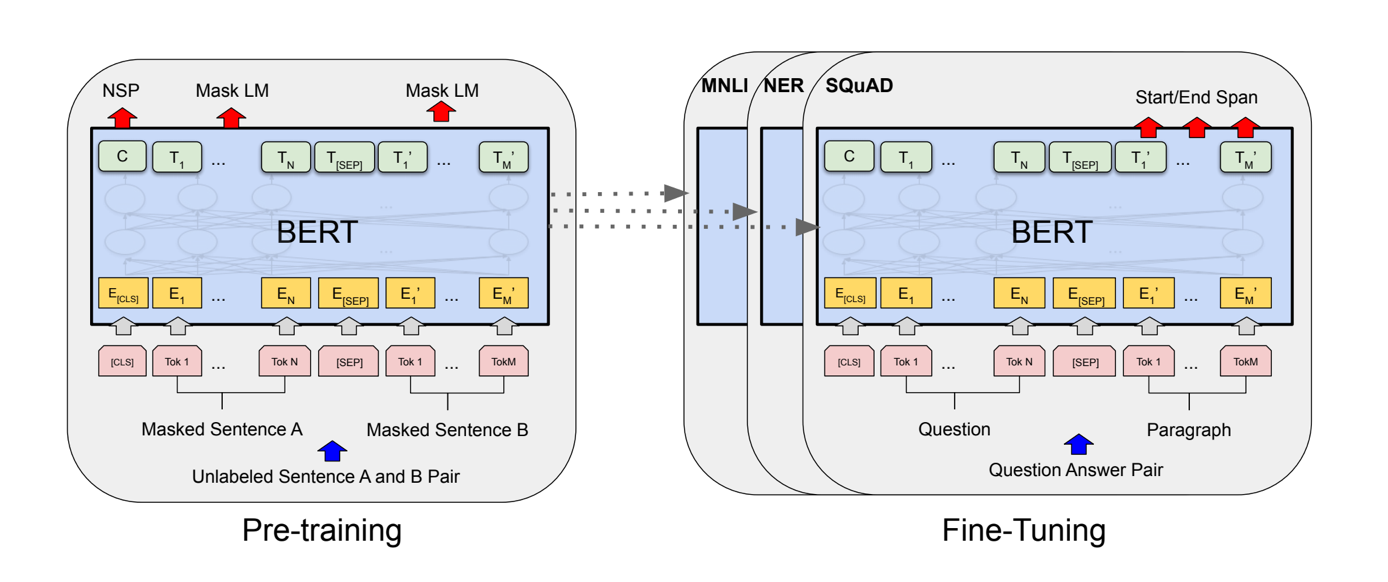 NSP Mask LM Mask LM
C T1 ... TN T[SEP] T1’ ... TM’
...
BERT
...
E[CLS] E1 ... EN E[SEP] E1’ ... EM’
[CLS] Tok 1 ... Tok N [SEP] Tok 1 ... TokM
Masked Sentence A Masked Sentence B
Unlabeled Sentence A and B Pair
Pre-training
MNLI NER SQuAD
Start/End Span
...
C T1 ... TN T[SEP] T1’ ... TM’
...
BERT
...
E[CLS] E1 ... EN E[SEP] E1’ ... EM’
[CLS] Tok 1 ... Tok N [SEP] Tok 1 ... TokM
Question Paragraph
Question Answer Pair
Fine-Tuning